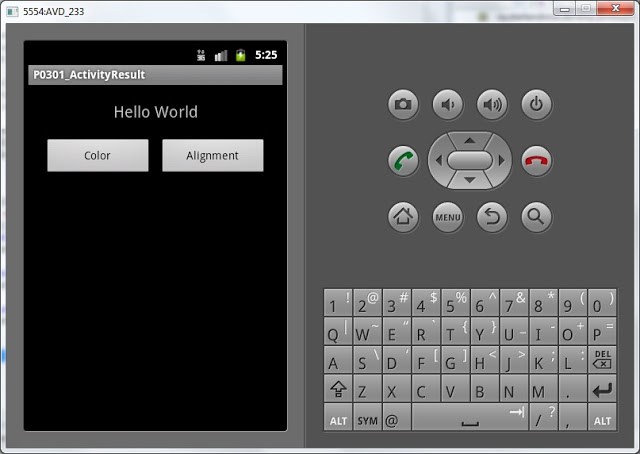 5554:AVD_233
3G
5:25
P0301_ActivityResult
Hello World
Color
Alignment
MENU
1 ! 2 @ 3 # 4 $ 5 % 6 ^ 7 & 8 * 9 ( 0 )
Q | W ~ E “ R ` T { Y } U _ I - O + P =
A S \ D ‘ F [ G ] H < J > K ; L : DEL
Z X C V B N M .
ALT SYM @ / ? , ALT